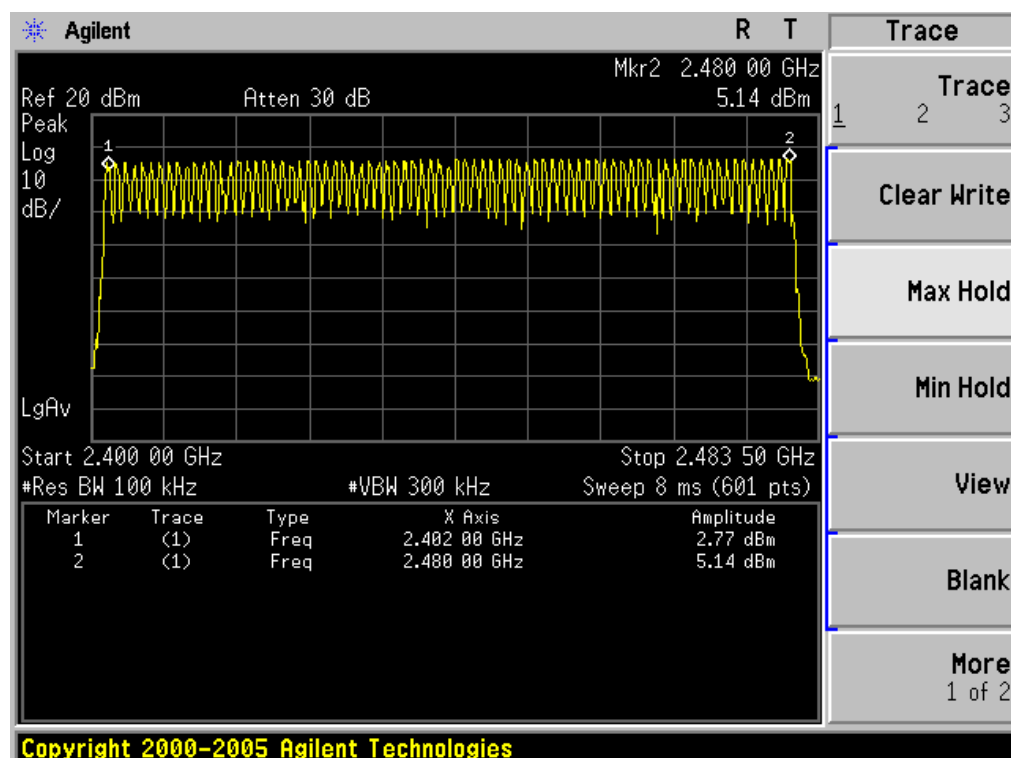 Agilent
R T
Trace
Mkr2 2.480 00 GHz
Ref 20 dBm Atten 30 dB 5.14 dBm
Peak
Log
10
dB/
1
2
LgAv
Start 2.400 00 GHz Stop 2.483 50 GHz
#Res BW 100 kHz #VBW 300 kHz Sweep 8 ms (601 pts)
Marker Trace Type X Axis Amplitude
1 (1) Freq 2.402 00 GHz 2.77 dBm
2 (1) Freq 2.480 00 GHz 5.14 dBm
Trace
1 2 3
Clear Write
Max Hold
Min Hold
View
Blank
More
1 of 2
Copyright 2000-2005 Agilent Technologies